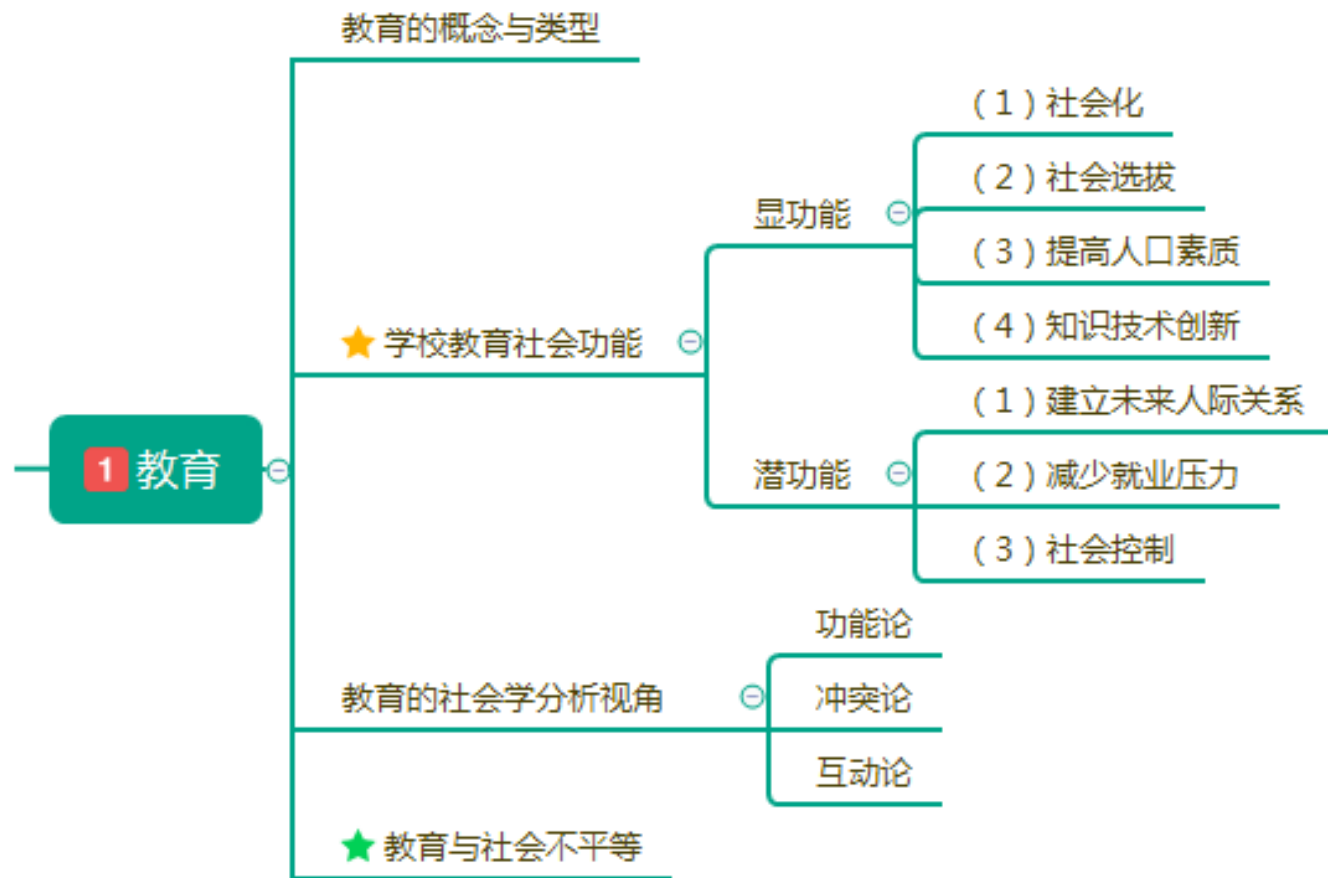 教育的概念与类型
（1）社会化
（2）社会选拔
显功能
（3）提高人口素质
（4）知识技术创新
学校教育社会功能
（1）建立未来人际关系
潜功能
（2）减少就业压力
（3）社会控制
1 教育
功能论
教育的社会学分析视角
冲突论
互动论
教育与社会不平等